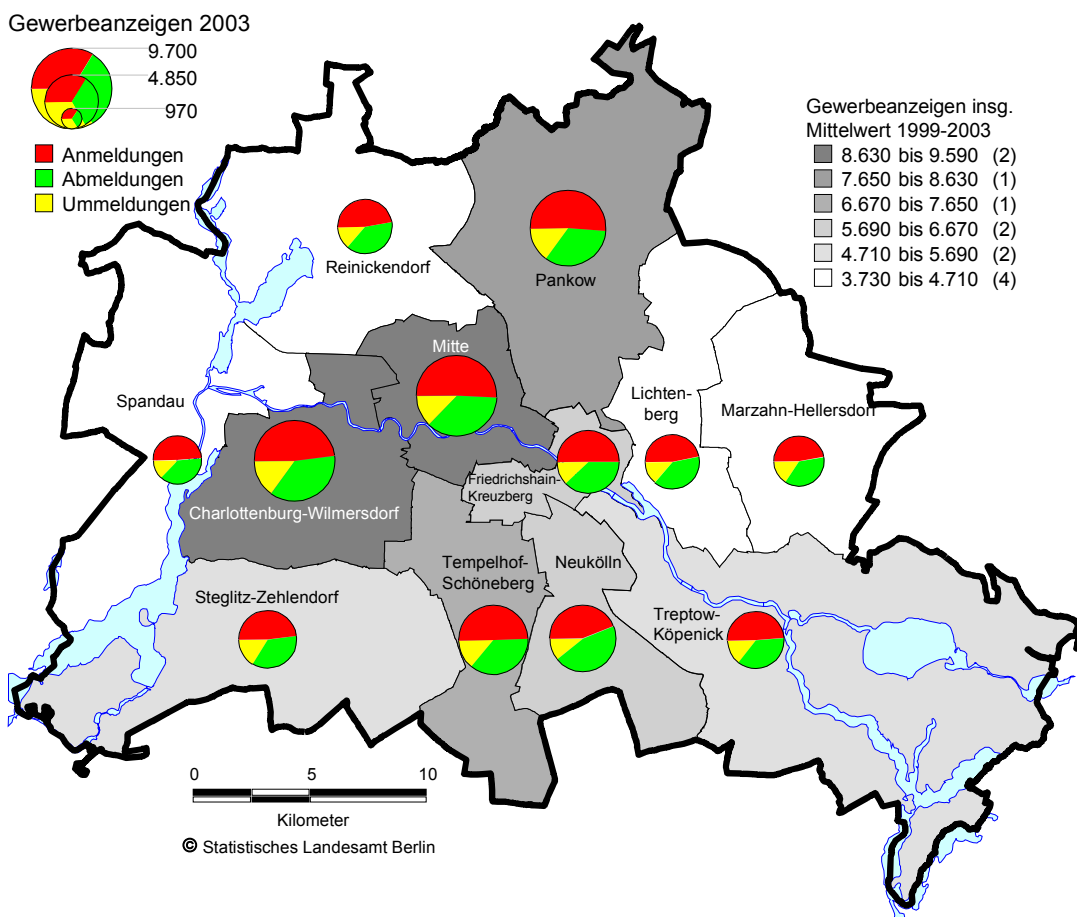 Gewerbeanzeigen 2003
9.700
4.850
970
Anmeldungen
Abmeldungen
Ummeldungen
Gewerbeanzeigen insg.
Mittelwert 1999-2003
8.630 bis 9.590 (2)
7.650 bis 8.630 (1)
6.670 bis 7.650 (1)
5.690 bis 6.670 (2)
4.710 bis 5.690 (2)
3.730 bis 4.710 (4)
Reinickendorf
Pankow
Mitte
Spandau
Lichten-
berg
Marzahn-Hellersdorf
Friedrichshain-
Kreuzberg
Charlottenburg-Wilmersdorf
Tempelhof-
Schöneberg
Neukölln
Steglitz-Zehlendorf
Treptow-
Köpenick
0 5 10
Kilometer
© Statistisches Landesamt Berlin